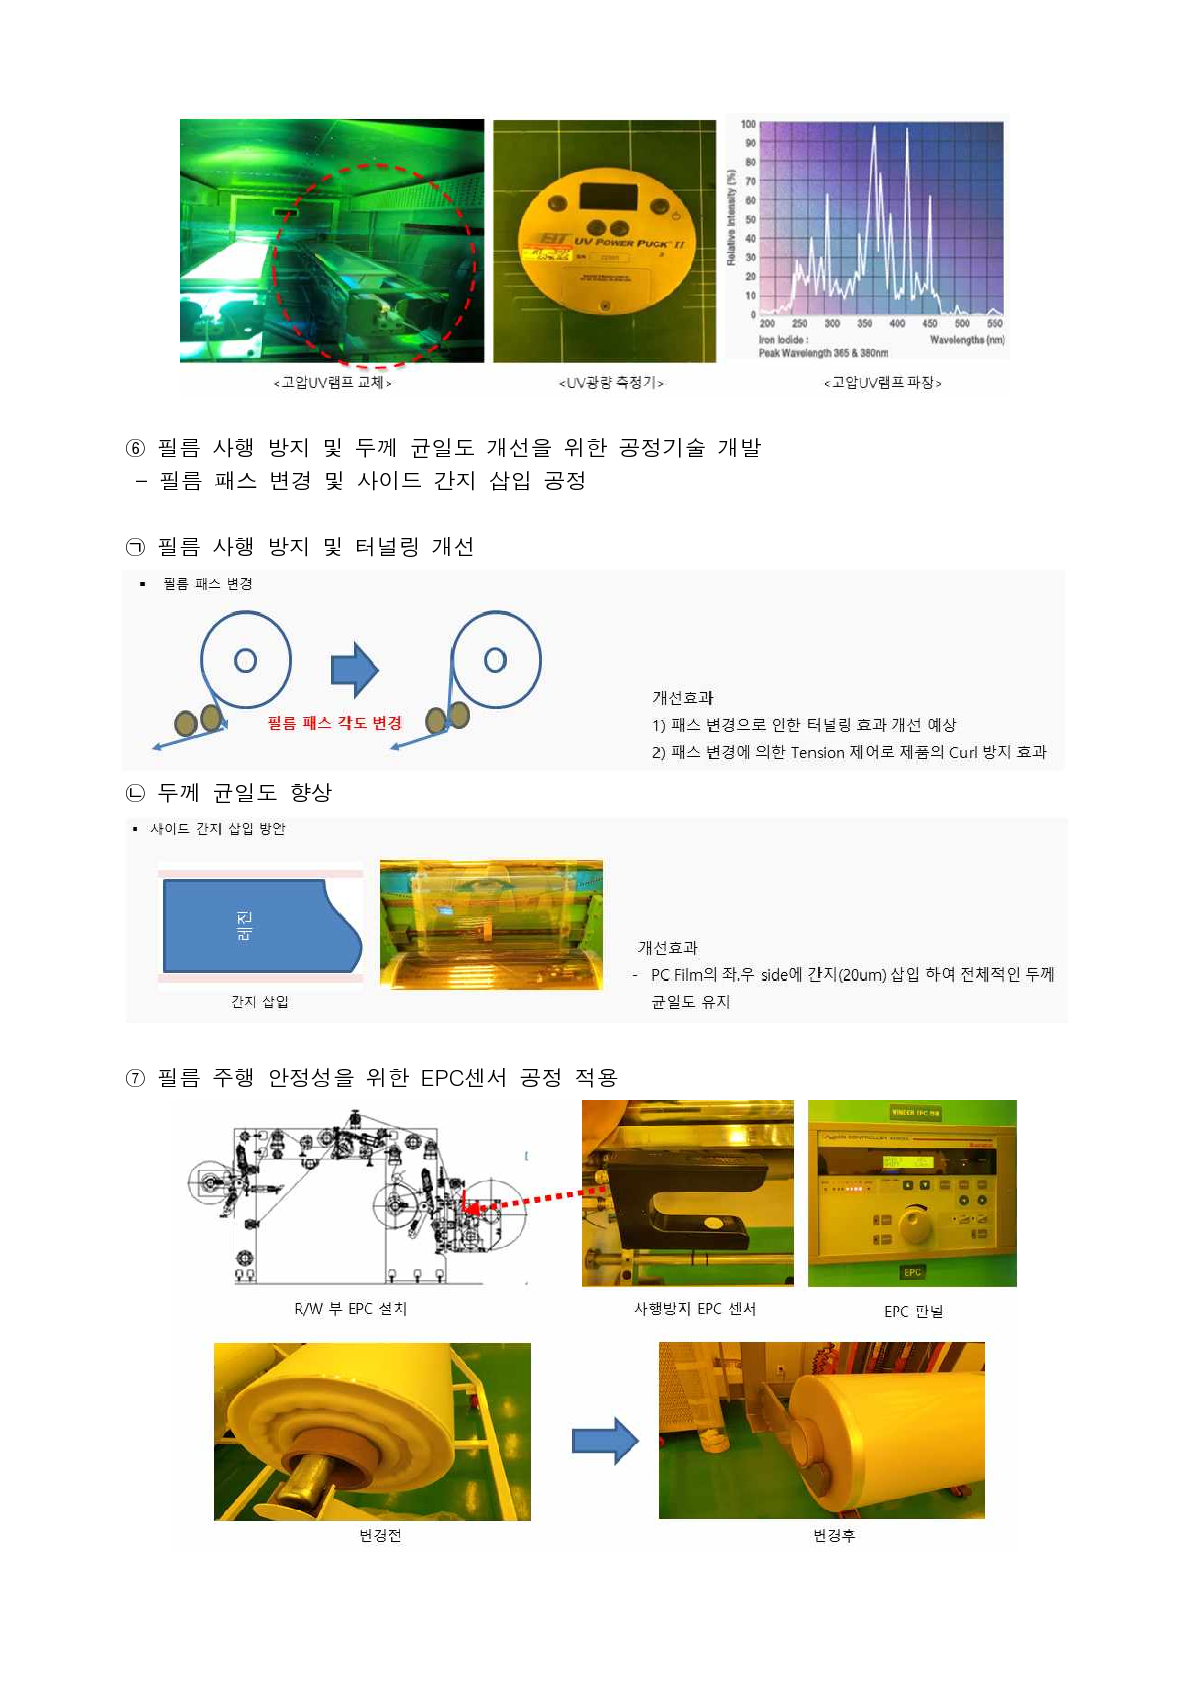 100
90
80
70
60
50
40
30
20
10
0
Relative Intensity (%)
200 250 300 350 400 450 500 550
Iron Iodide : Wavelengths (nm)
Peak Wavelength 365 & 380nm
UV POWER PUCK II
<고압UV램프 교체> <UV광량 측정기> <고압UV램프 파장>
⑥ 필름 사행 방지 및 두께 균일도 개선을 위한 공정기술 개발
- 필름 패스 변경 및 사이드 간지 삽입 공정
㉠ 필름 사행 방지 및 터널링 개선
▪ 필름 패스 변경
필름 패스 각도 변경
개선효과
1) 패스 변경으로 인한 터널링 효과 개선 예상
2) 패스 변경에 의한 Tension 제어로 제품의 Curl 방지 효과
㉡ 두께 균일도 향상
▪ 사이드 간지 삽입 방안
레진
간지 삽입
개선효과
- PC Film의 좌.우 side에 간지(20um) 삽입 하여 전체적인 두께
균일도 유지
⑦ 필름 주행 안정성을 위한 EPC센서 공정 적용
EPC
R/W 부 EPC 설치 사행방지 EPC 센서 EPC 판넬
변경전 변경후